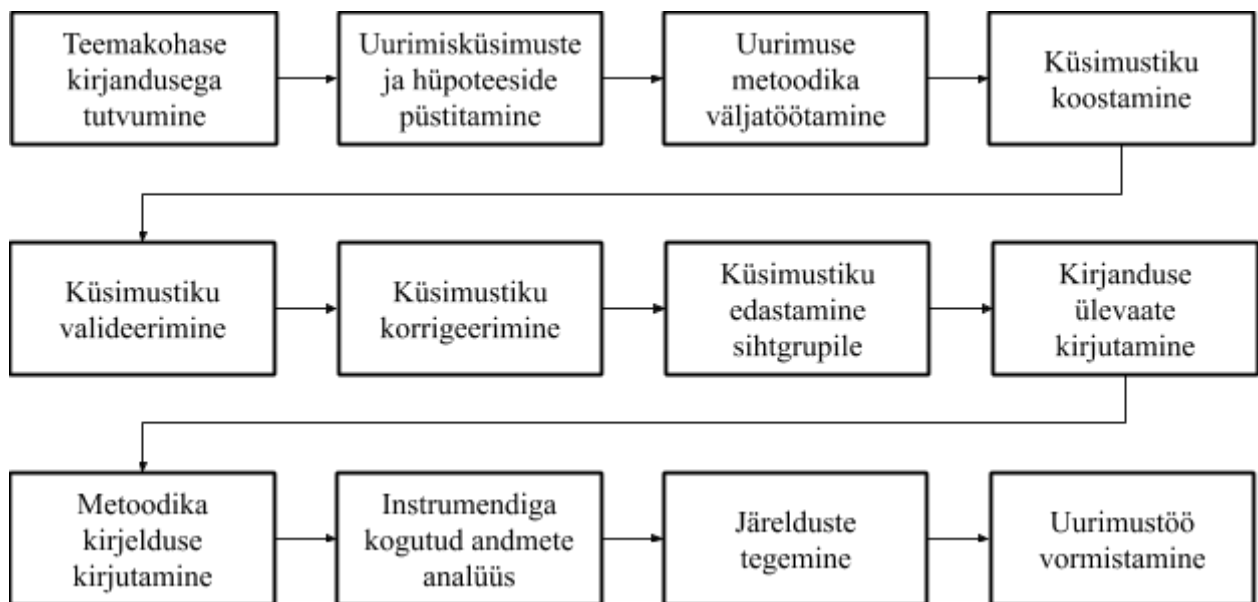 Teemakohase
kirjandusega
tutvumine
Uurimisküsimuste
ja hüpoteeside
püstitamine
Uurimuse
metoodika
väljatöötamine
Küsimustiku
koostamine
Küsimustiku
valideerimine
Küsimustiku
korrigeerimine
Küsimustiku
edastamine
sihtgrupile
Kirjanduse
ülevaate
kirjutamine
Metoodika
kirjelduse
kirjutamine
Instrumendiga
kogutud andmete
analüüs
Järelduste
tegemine
Uurimustöö
vormistamine